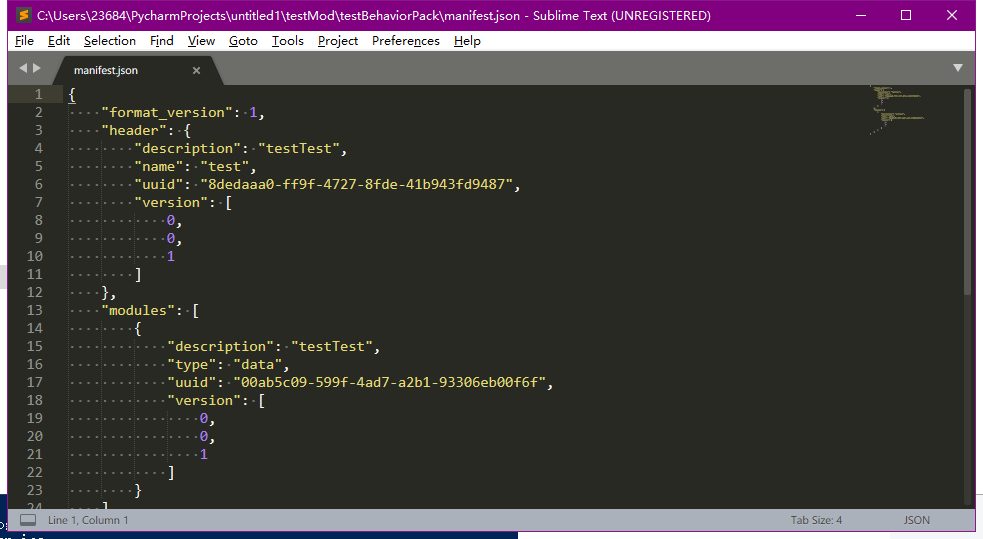 C:\Users\23684\PycharmProjects\untitled1\testMod\testBehaviorPack\manifest.json - Sublime Text (UNREGISTERED)
File Edit Selection Find View Goto Tools Project Preferences Help
manifest.json
1 {
2 "format_version": 1,
3 "header": {
4 "description": "testTest",
5 "name": "test",
6 "uuid": "8dedaaa0-ff9f-4727-8fde-41b943fd9487",
7 "version": [
8 0,
9 0,
10 1
11 ]
12 },
13 "modules": [
14 {
15 "description": "testTest",
16 "type": "data",
17 "uuid": "00ab5c09-599f-4ad7-a2b1-93306eb00f6f",
18 "version": [
19 0,
20 0,
21 1
22 ]
23 }
24 ]
Line 1, Column 1 Tab Size: 4 JSON